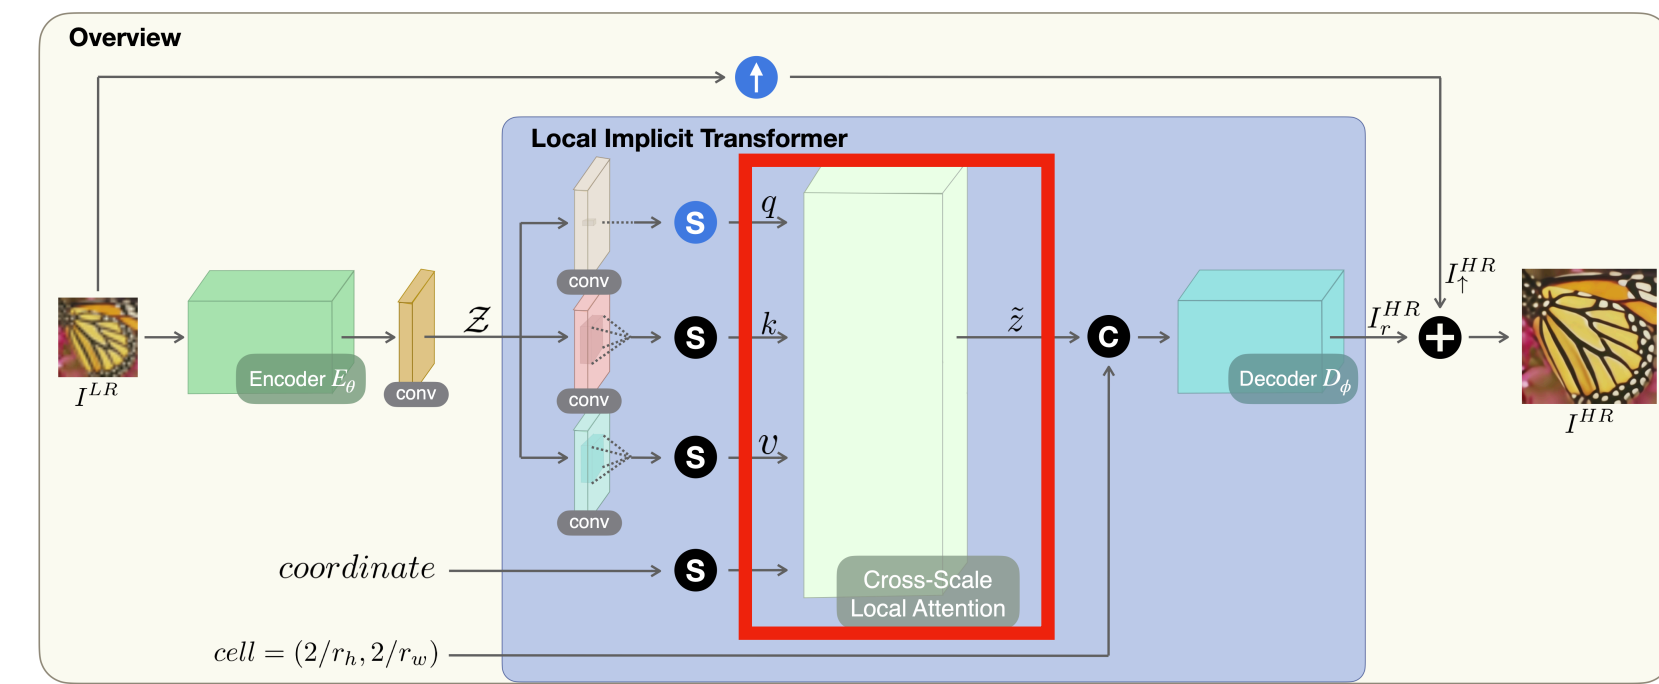 Overview
Local Implicit Transformer
S
q
conv
I↑^HR
Z
S
k
z̃
C
I_r^HR
Encoder E_θ
conv
Decoder D_ϕ
I^LR
conv
I^HR
S
v
conv
coordinate
S
Cross-Scale
Local Attention
cell = (2/r_h, 2/r_w)